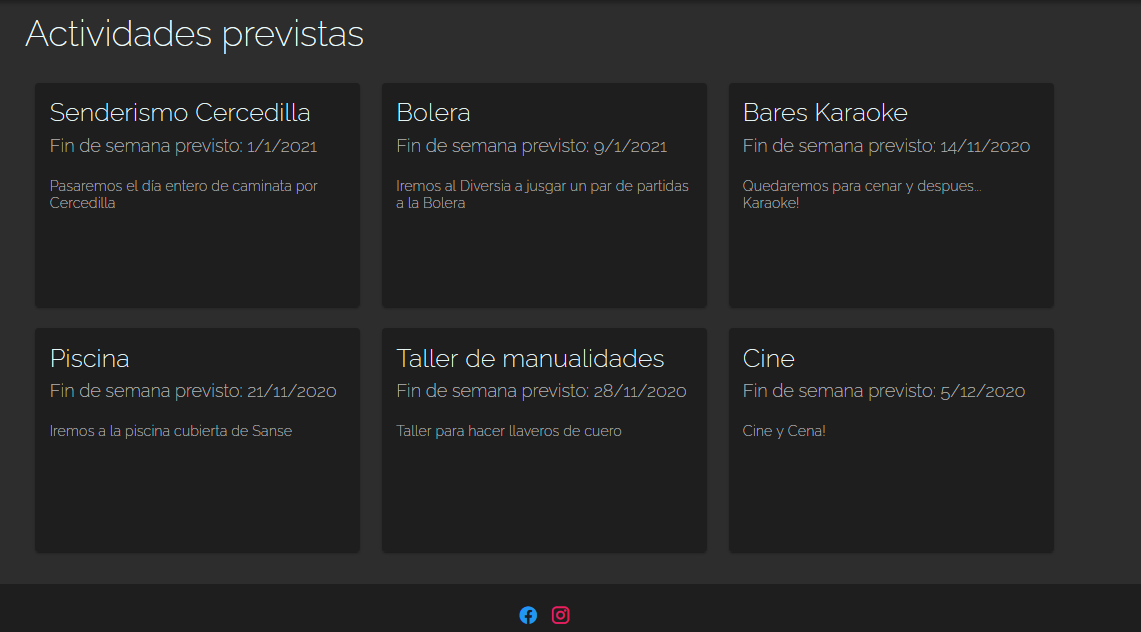 Actividades previstas
Senderismo Cercedilla
Fin de semana previsto: 1/1/2021
Pasaremos el día entero de caminata por
Cercedilla
Bolera
Fin de semana previsto: 9/1/2021
Iremos al Diversia a jusgar un par de partidas
a la Bolera
Bares Karaoke
Fin de semana previsto: 14/11/2020
Quedaremos para cenar y despues...
Karaoke!
Piscina
Fin de semana previsto: 21/11/2020
Iremos a la piscina cubierta de Sanse
Taller de manualidades
Fin de semana previsto: 28/11/2020
Taller para hacer llaveros de cuero
Cine
Fin de semana previsto: 5/12/2020
Cine y Cena!